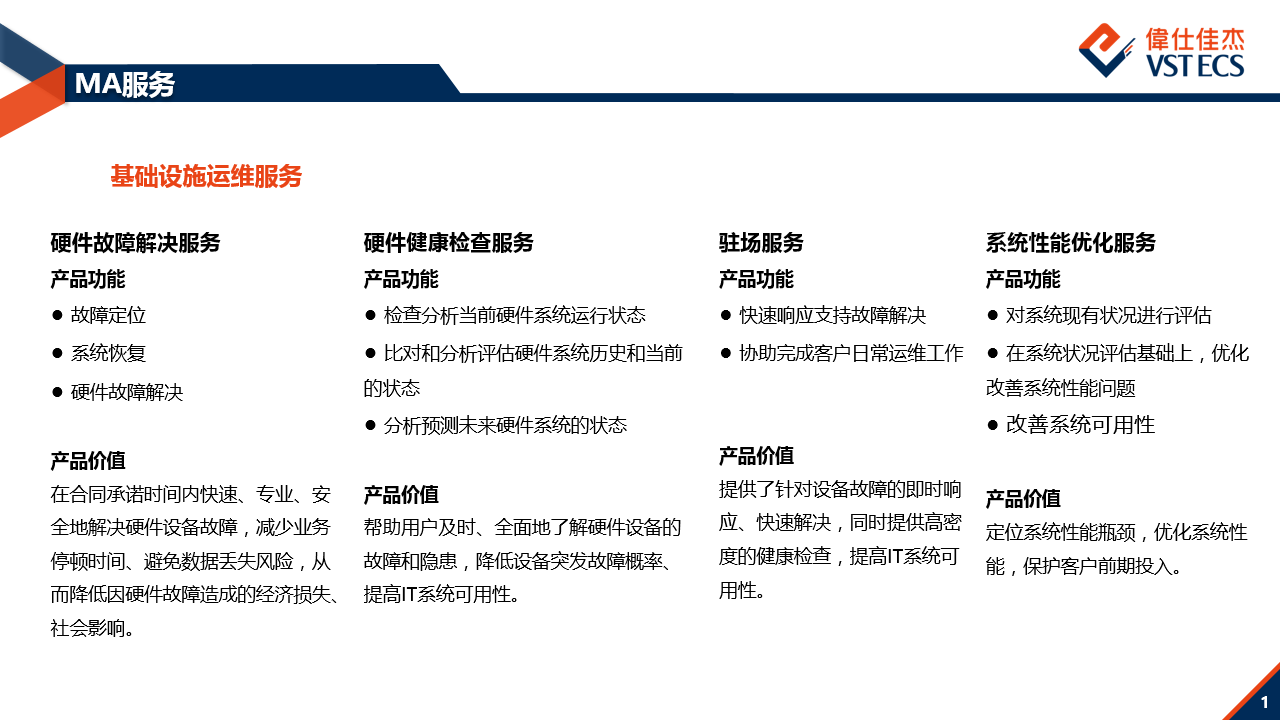 偉仕佳杰
VSTECS
MA服务
基础设施运维服务
硬件故障解决服务
产品功能
● 故障定位
● 系统恢复
● 硬件故障解决
产品价值
在合同承诺时间内快速、专业、安
全地解决硬件设备故障，减少业务
停顿时间、避免数据丢失风险，从
而降低因硬件故障造成的经济损失、
社会影响。
硬件健康检查服务
产品功能
● 检查分析当前硬件系统运行状态
● 比对和分析评估硬件系统历史和当前
的状态
● 分析预测未来硬件系统的状态
产品价值
帮助用户及时、全面地了解硬件设备的
故障和隐患，降低设备突发故障概率、
提高IT系统可用性。
驻场服务
产品功能
● 快速响应支持故障解决
● 协助完成客户日常运维工作
产品价值
提供了针对设备故障的即时响
应、快速解决，同时提供高密
度的健康检查，提高IT系统可
用性。
系统性能优化服务
产品功能
● 对系统现有状况进行评估
● 在系统状况评估基础上，优化
改善系统性能问题
● 改善系统可用性
产品价值
定位系统性能瓶颈，优化系统性
能，保护客户前期投入。
1